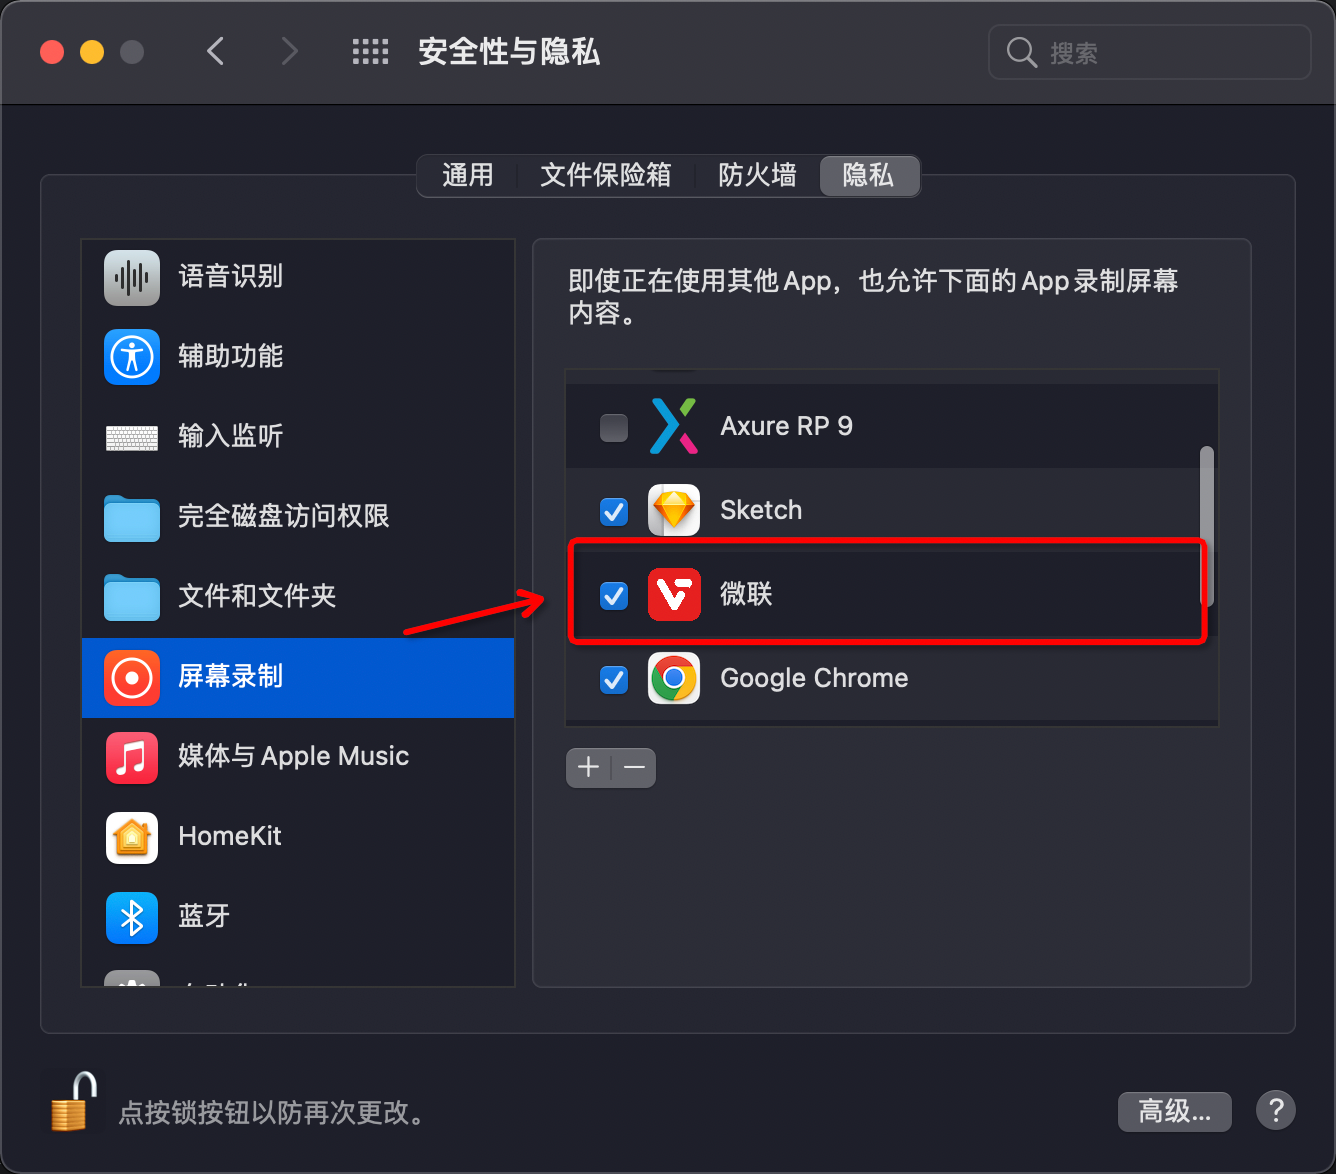 安全性与隐私
搜索
通用
文件保险箱
防火墙
隐私
语音识别
辅助功能
输入监听
完全磁盘访问权限
文件和文件夹
屏幕录制
媒体与 Apple Music
HomeKit
蓝牙
即使正在使用其他 App，也允许下面的 App 录制屏幕
内容。
Axure RP 9
Sketch
微联
Google Chrome
点按锁按钮以防再次更改。
高级...
?